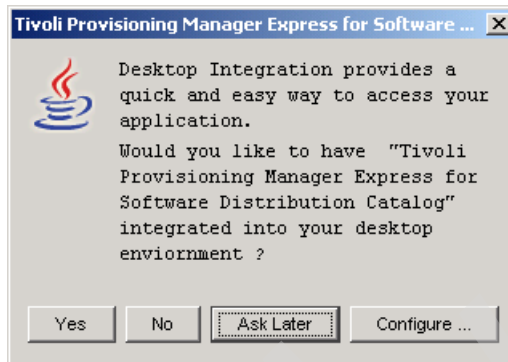 Tivoli Provisioning Manager Express for Software ...
Desktop Integration provides a
quick and easy way to access your
application.
Would you like to have "Tivoli
Provisioning Manager Express for
Software Distribution Catalog"
integrated into your desktop
enviornment ?
Yes No Ask Later Configure ...